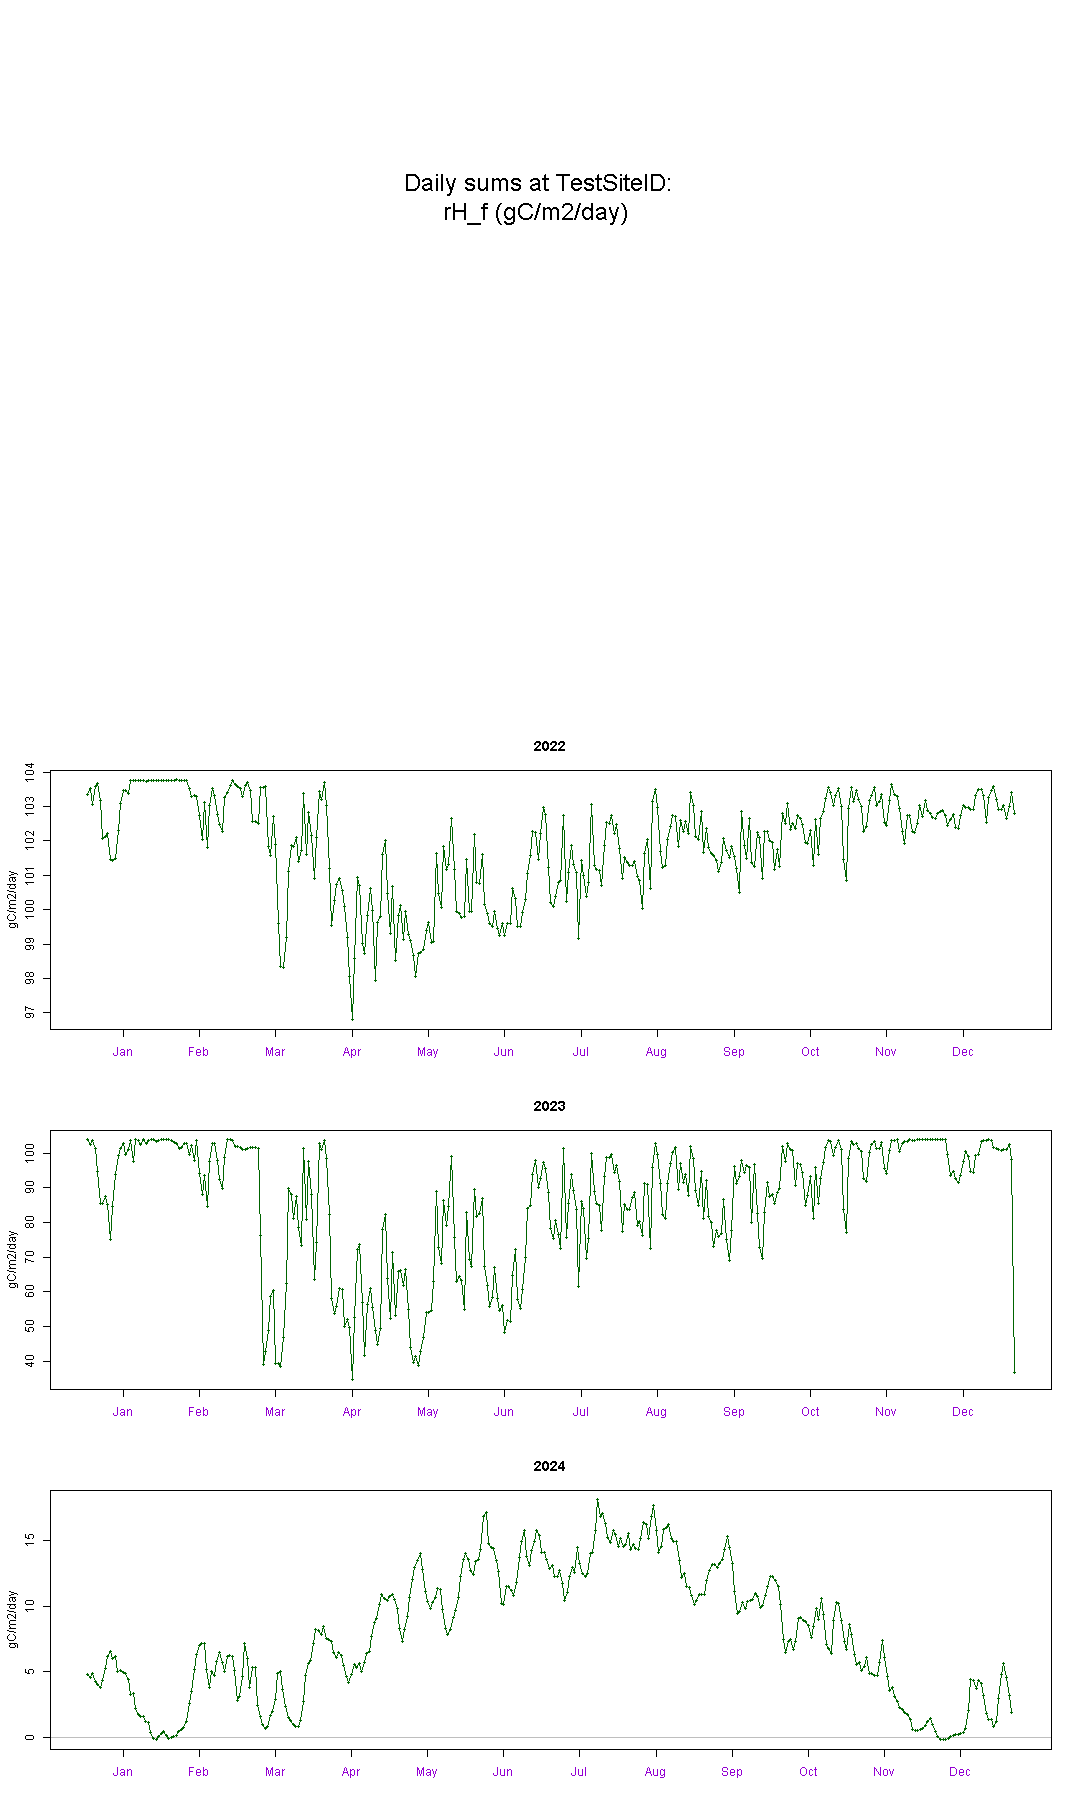 Daily sums at TestSiteID:
rH_f (gC/m2/day)
2022
gC/m2/day
104
103
102
101
100
99
98
97
Jan Feb Mar Apr May Jun Jul Aug Sep Oct Nov Dec
2023
gC/m2/day
100
90
80
70
60
50
40
Jan Feb Mar Apr May Jun Jul Aug Sep Oct Nov Dec
2024
gC/m2/day
15
10
5
0
Jan Feb Mar Apr May Jun Jul Aug Sep Oct Nov Dec